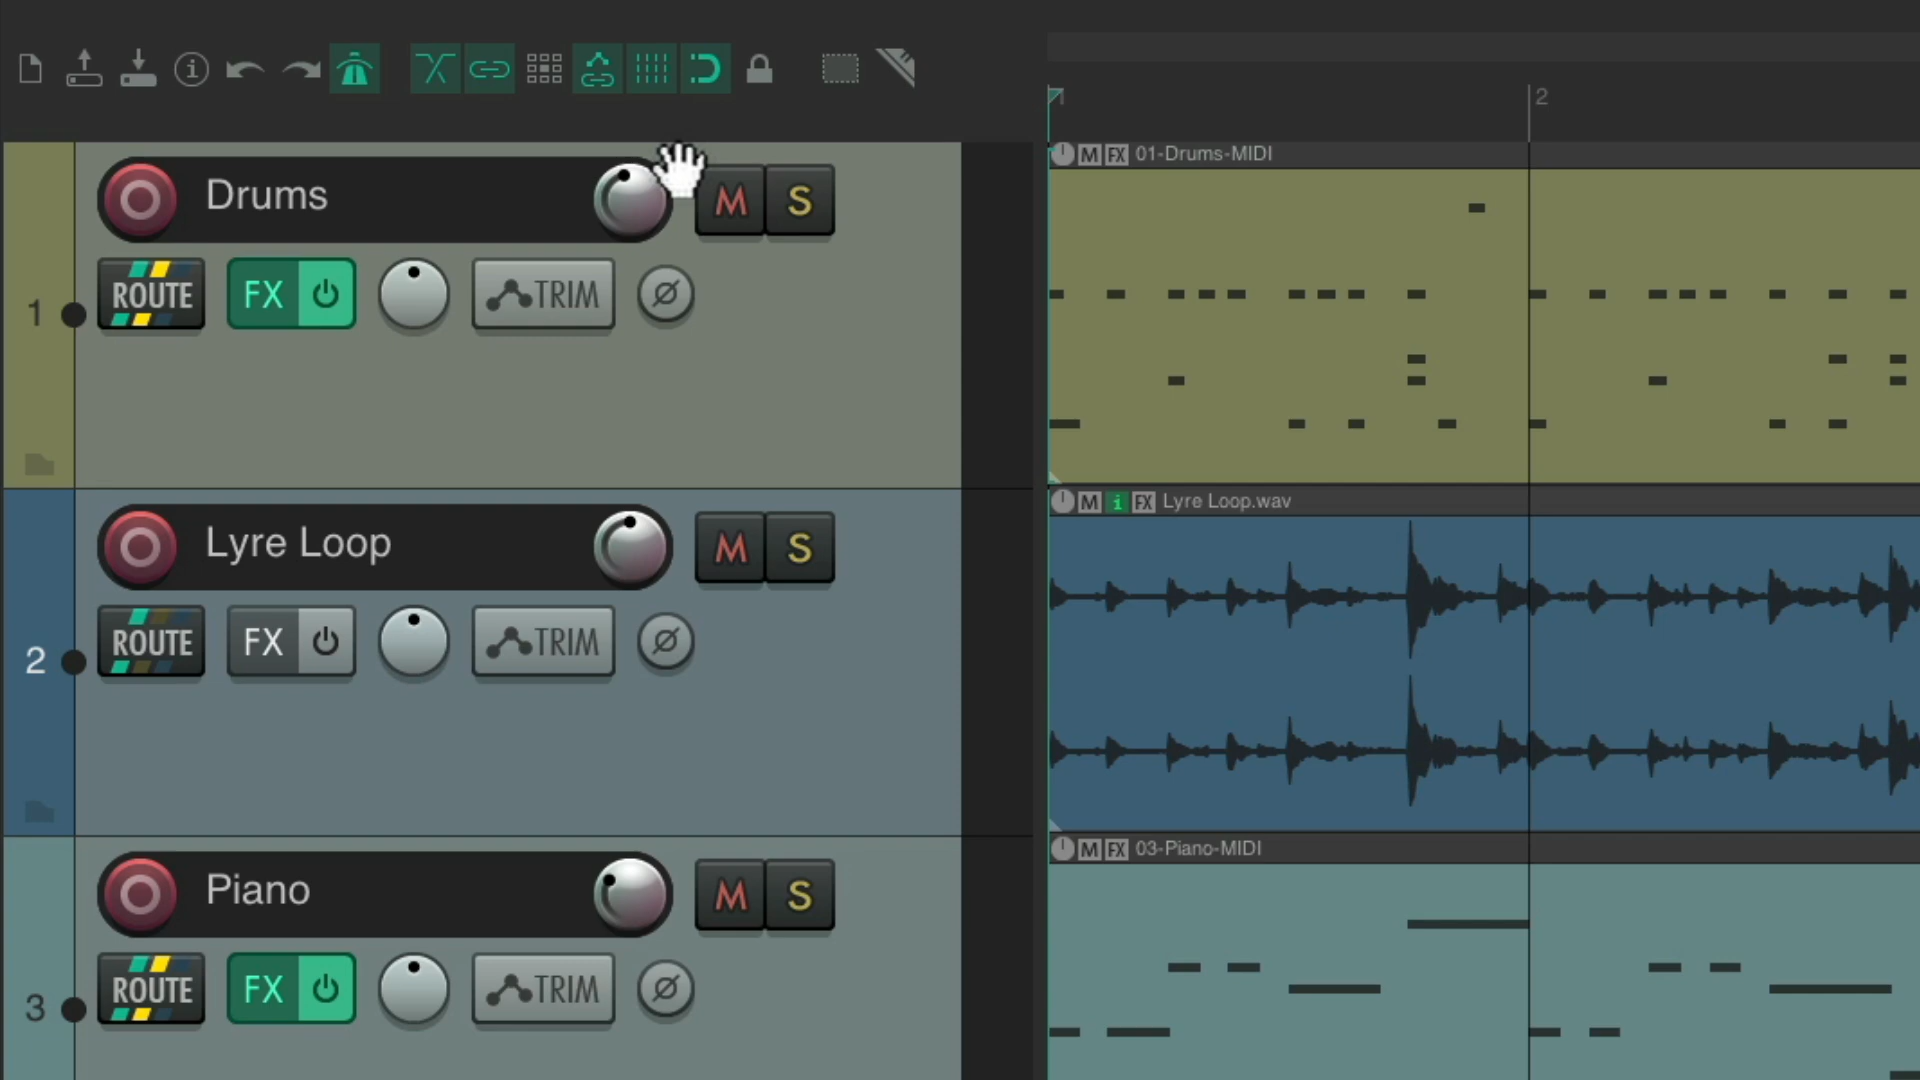 1
2
Drums
M S
M FX 01-Drums-MIDI
1
ROUTE FX TRIM
Lyre Loop
M S
M i FX Lyre Loop.wav
2
ROUTE FX TRIM
Piano
M S
M FX 03-Piano-MIDI
3
ROUTE FX TRIM